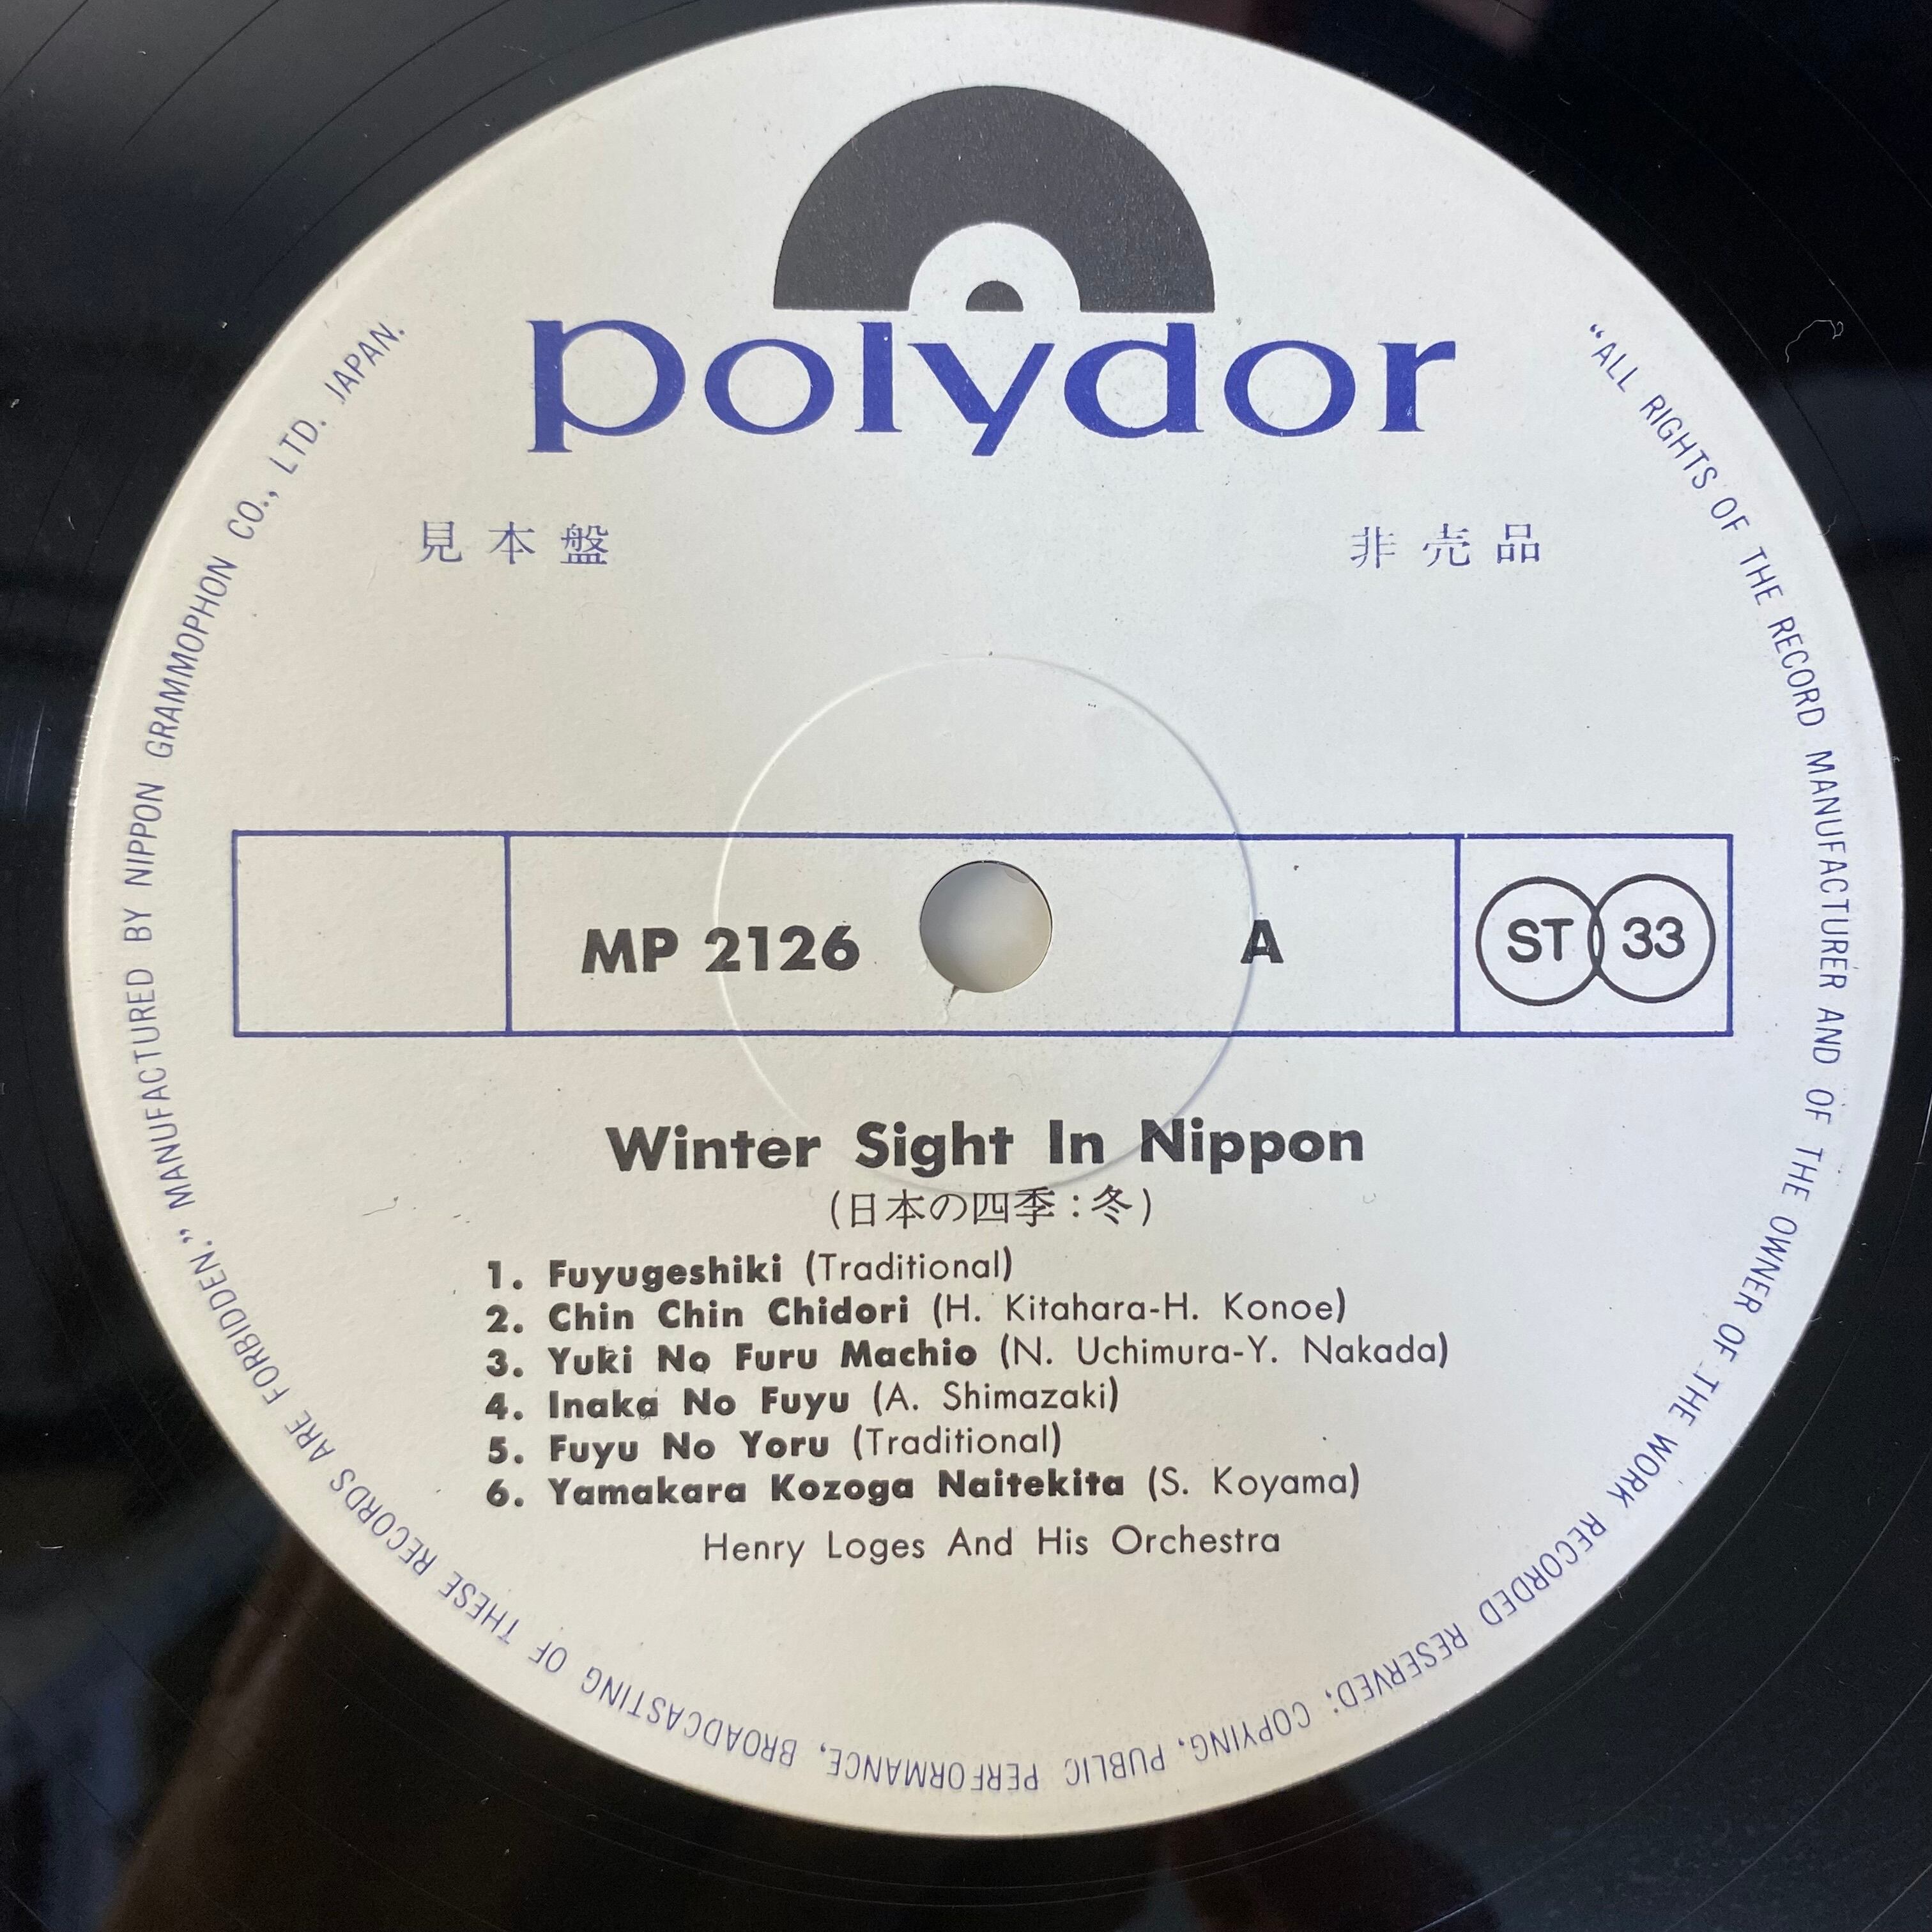 polydor
見本盤
非売品
MP 2126
A
ST 33
Winter Sight In Nippon
(日本の四季:冬)
1. Fuyugeshiki (Traditional)
2. Chin Chin Chidori (H. Kitahara-H. Konoe)
3. Yuki No Furu Machio (N. Uchimura-Y. Nakada)
4. Inaka No Fuyu (A. Shimazaki)
5. Fuyu No Yoru (Traditional)
6. Yamakara Kozoga Naitekita (S. Koyama)
Henry Loges And His Orchestra
"ALL RIGHTS OF THE RECORD MANUFACTURER AND OF THE OWNER OF THE WORK RECORDED RESERVED; COPYING, PUBLIC PERFORMANCE, BROADCASTING OF THESE RECORDS ARE FORBIDDEN." MANUFACTURED BY NIPPON GRAMMOPHON CO., LTD. JAPAN.